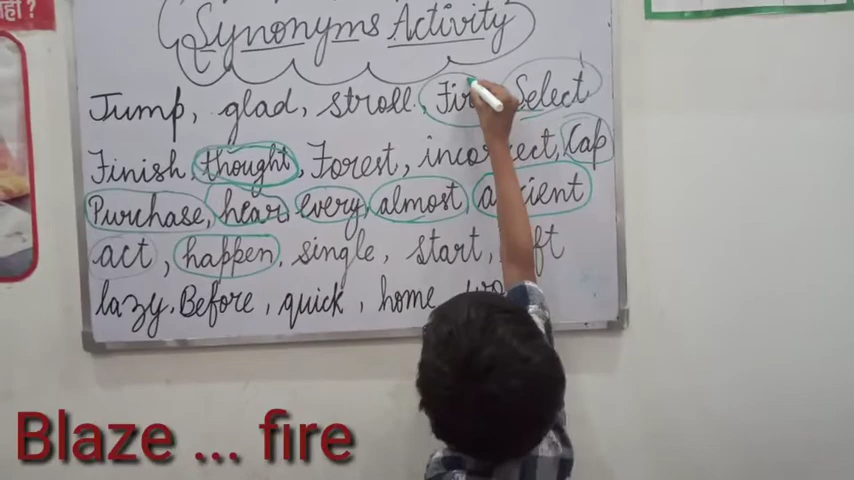 नहीं ?
Synonyms Activity
Jump, glad, stroll, Select
Finish, thought, Forest, incorrect, Cap
Purchase, hear, every, almost, ancient
act, happen, single, start,
lazy, Before, quick, home
Blaze ... fire